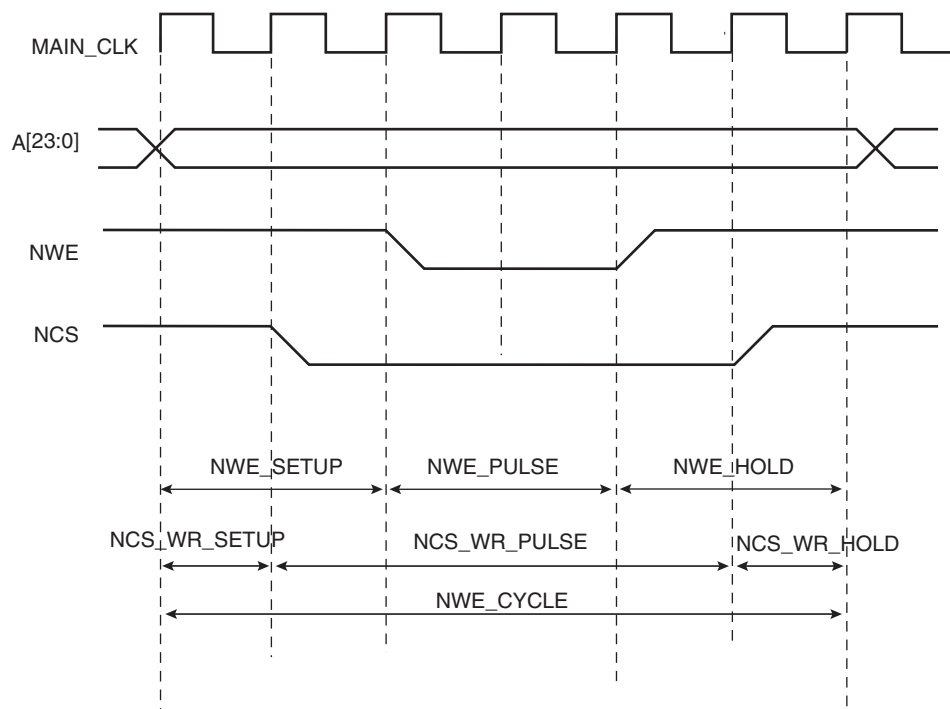 MAIN_CLK
A[23:0]
NWE
NCS
NWE_SETUP NWE_PULSE NWE_HOLD
NCS_WR_SETUP NCS_WR_PULSE NCS_WR_HOLD
NWE_CYCLE